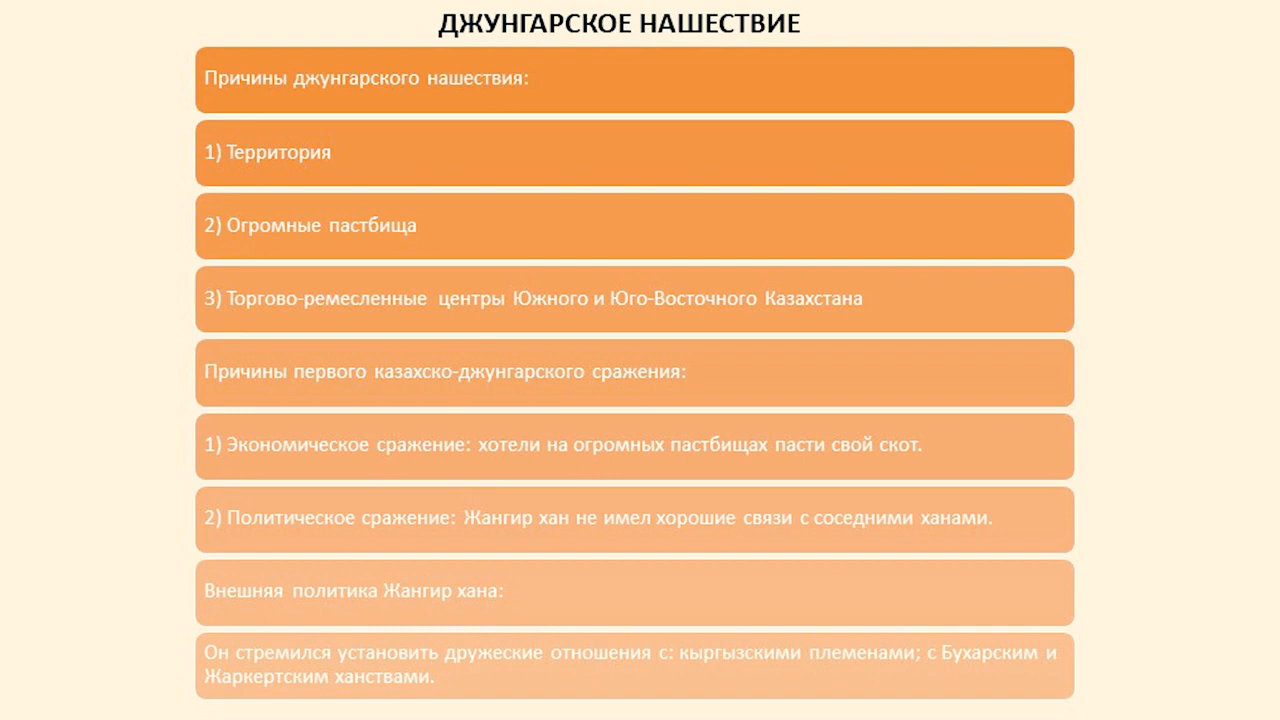 ДЖУНГАРСКОЕ НАШЕСТВИЕ
Причины джунгарского нашествия:
1) Территория
2) Огромные пастбища
3) Торгово-ремесленные центры Южного и Юго-Восточного Казахстана
Причины первого казахско-джунгарского сражения:
1) Экономическое сражение: хотели на огромных пастбищах пасти свой скот.
2) Политическое сражение: Жангир хан не имел хорошие связи с соседними ханами.
Внешняя политика Жангир хана:
Он стремился установить дружеские отношения с: кыргызскими племенами; с Бухарским и
Жаркертским ханствами.